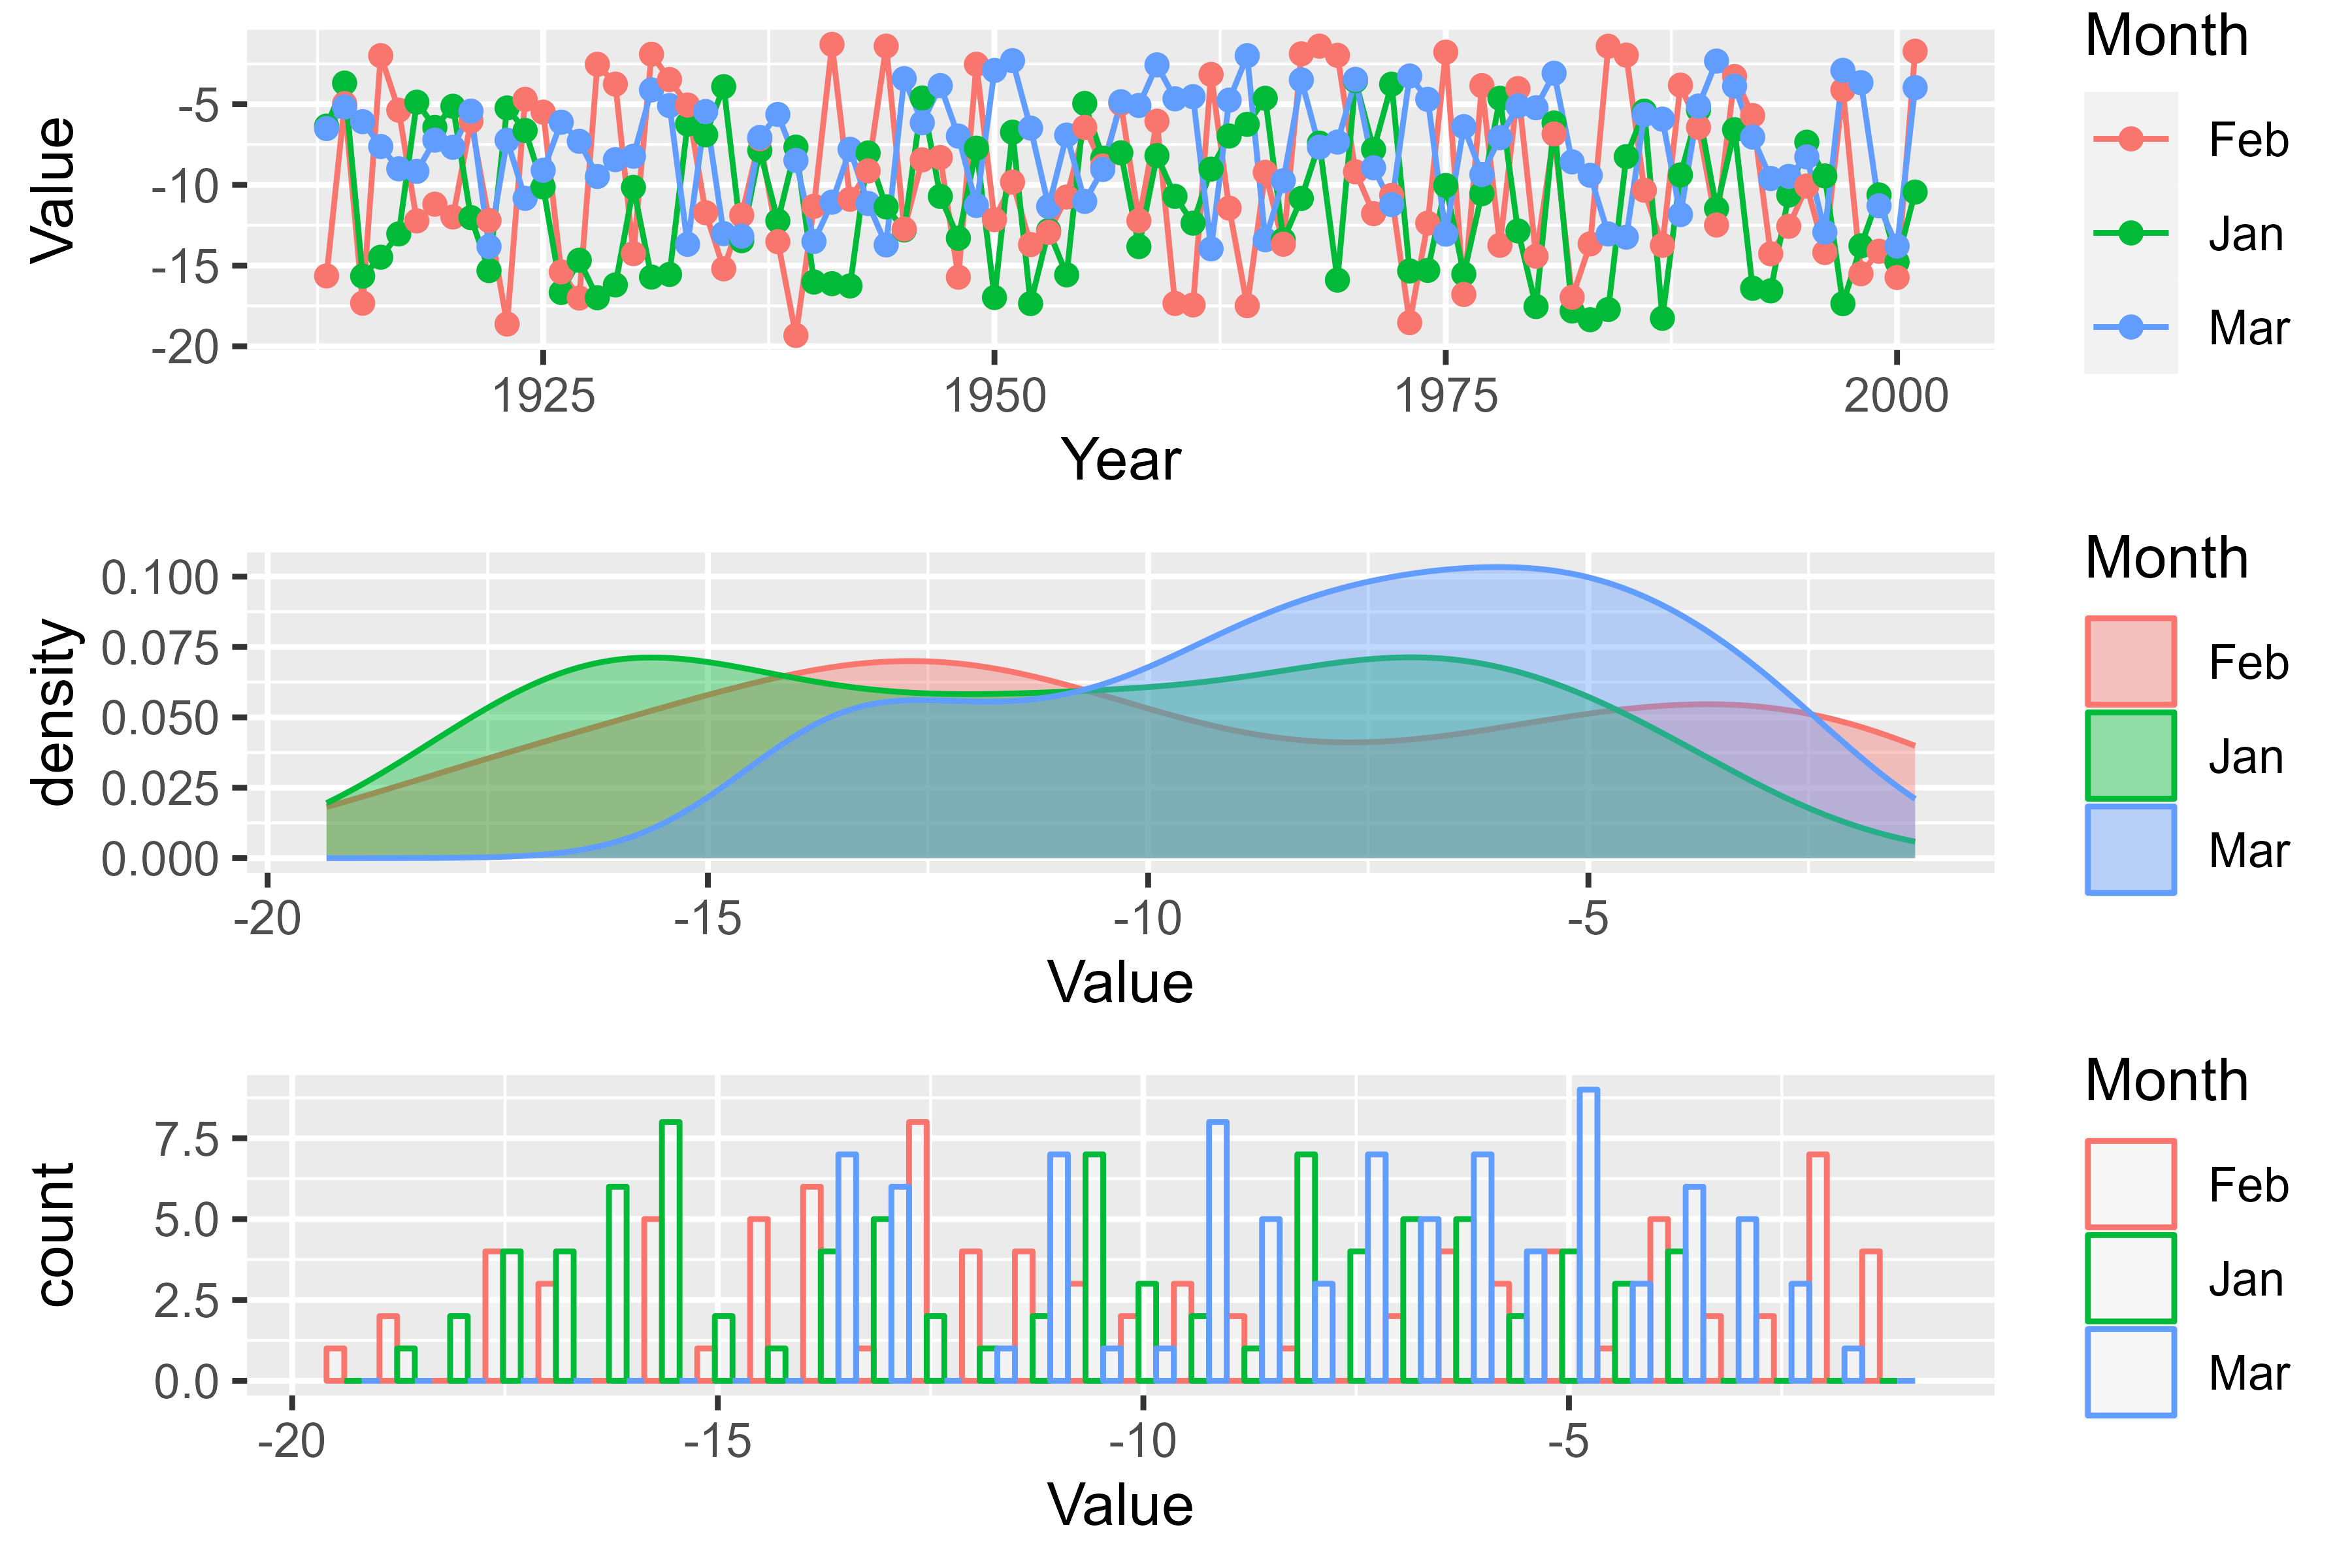 Value
-5
-10
-15
-20
1925 1950 1975 2000
Year
Month
Feb
Jan
Mar
density
0.100
0.075
0.050
0.025
0.000
-20 -15 -10 -5
Value
Month
Feb
Jan
Mar
count
7.5
5.0
2.5
0.0
-20 -15 -10 -5
Value
Month
Feb
Jan
Mar